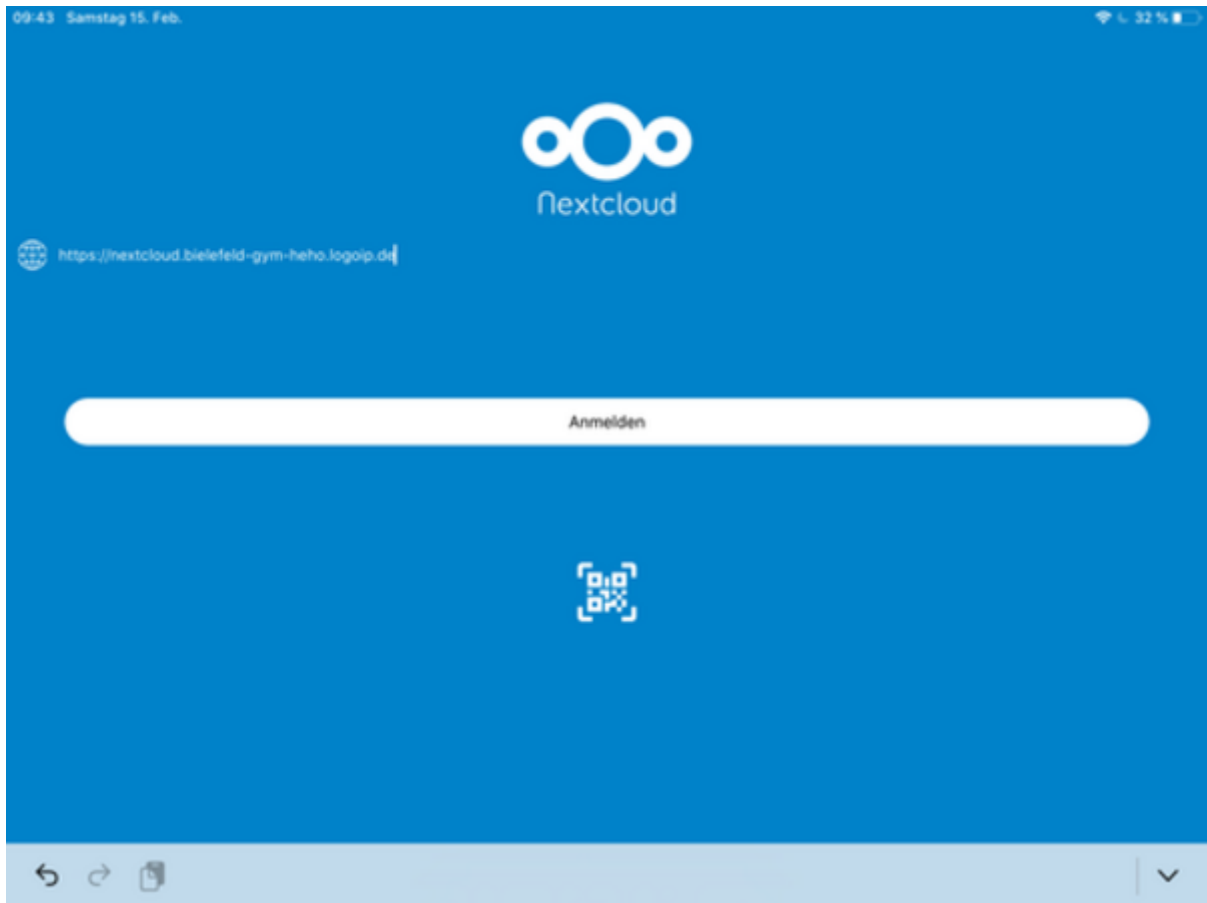 09:43 Samstag 15. Feb.
32 %
Nextcloud
https://nextcloud.bielefeld-gym-heho.logoip.de
Anmelden